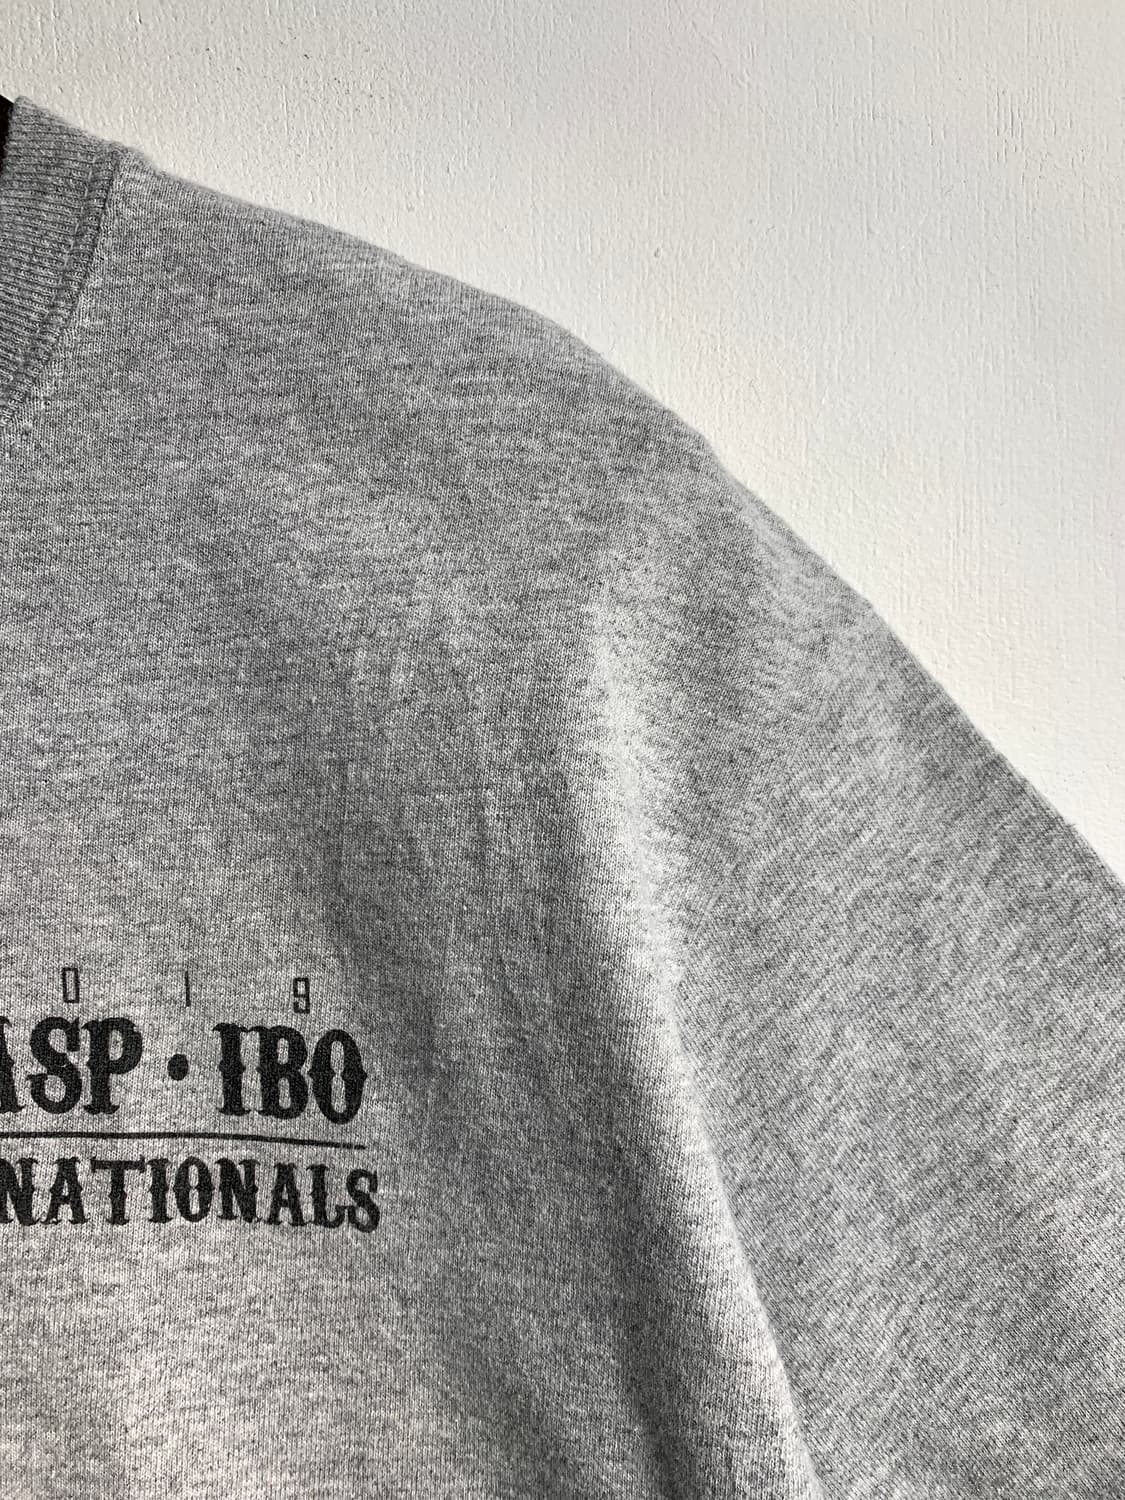 0 1 9
ASP • IBO
NATIONALS